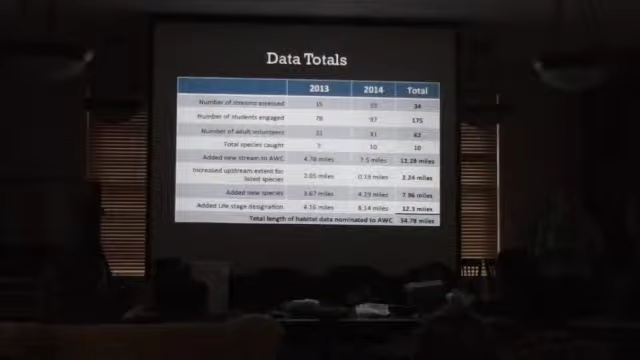 Data Totals
2013 2014 Total
Number of streams assessed 15 19 34
Number of students engaged 78 97 175
Number of adult volunteers 31 31 62
Total species caught 10 10
Added new stream to AWC 4.78 miles 7.5 miles 12.28 miles
Increased upstream extent for
listed species 2.05 miles 0.19 miles 2.24 miles
Added new species 3.67 miles 4.29 miles 7.96 miles
Added Life stage designation 4.16 miles 8.14 miles 12.3 miles
Total length of habitat data nominated to AWC 34.78 miles